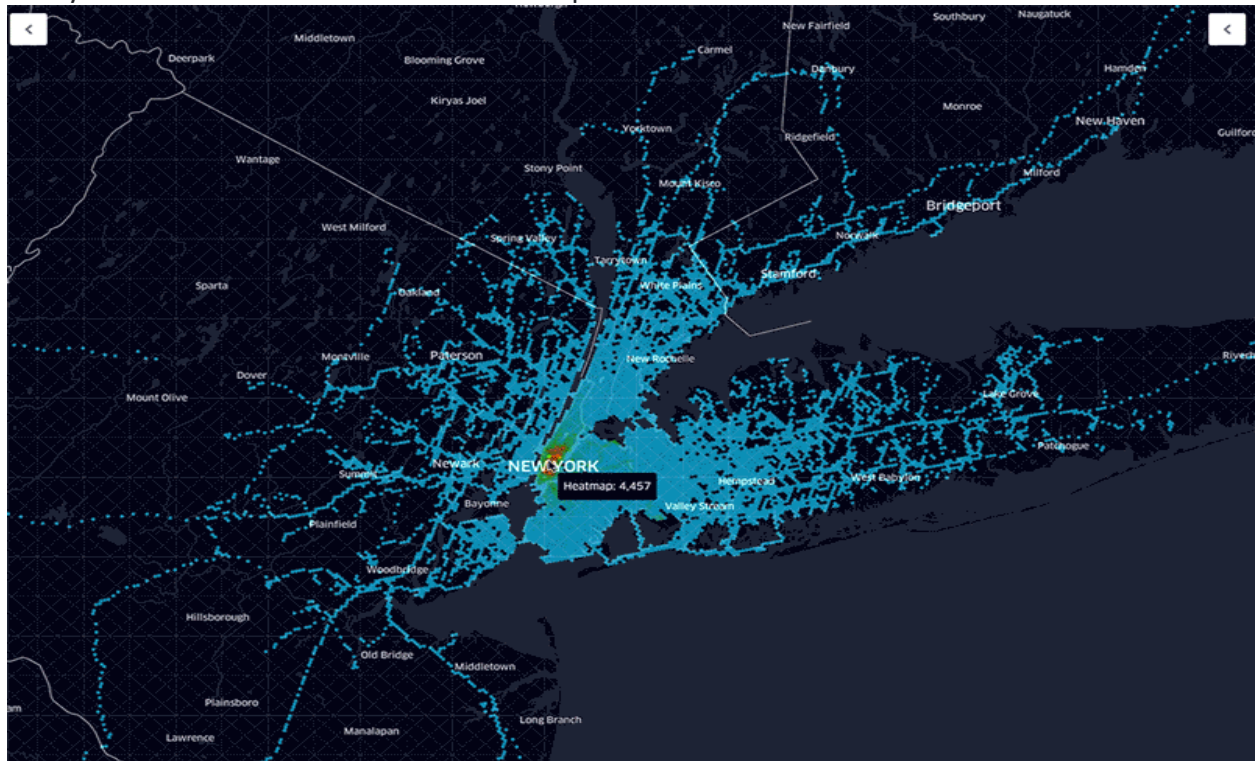 <
<
Southbury
Naugatuck
New Fairfield
Middletown
Carmel
Deerpark
Blooming Grove
Danbury
Hamden
Kiryas Joel
Monroe
New Haven
Yorktown
Ridgefield
Guilford
Wantage
Stony Point
Milford
Mount Kisco
Bridgeport
West Milford
Spring Valley
Norwalk
Tarrytown
Stamford
White Plains
Sparta
Oakland
Montville
Paterson
New Rochelle
Dover
Mount Olive
Lake Grove
Patchogue
Newark
NEW YORK
Summit
Heatmap: 4,457
Hempstead
West Babylon
Bayonne
Valley Stream
Plainfield
Woodbridge
Hillsborough
Old Bridge
Middletown
Plainsboro
Long Branch
Manalapan
Lawrence